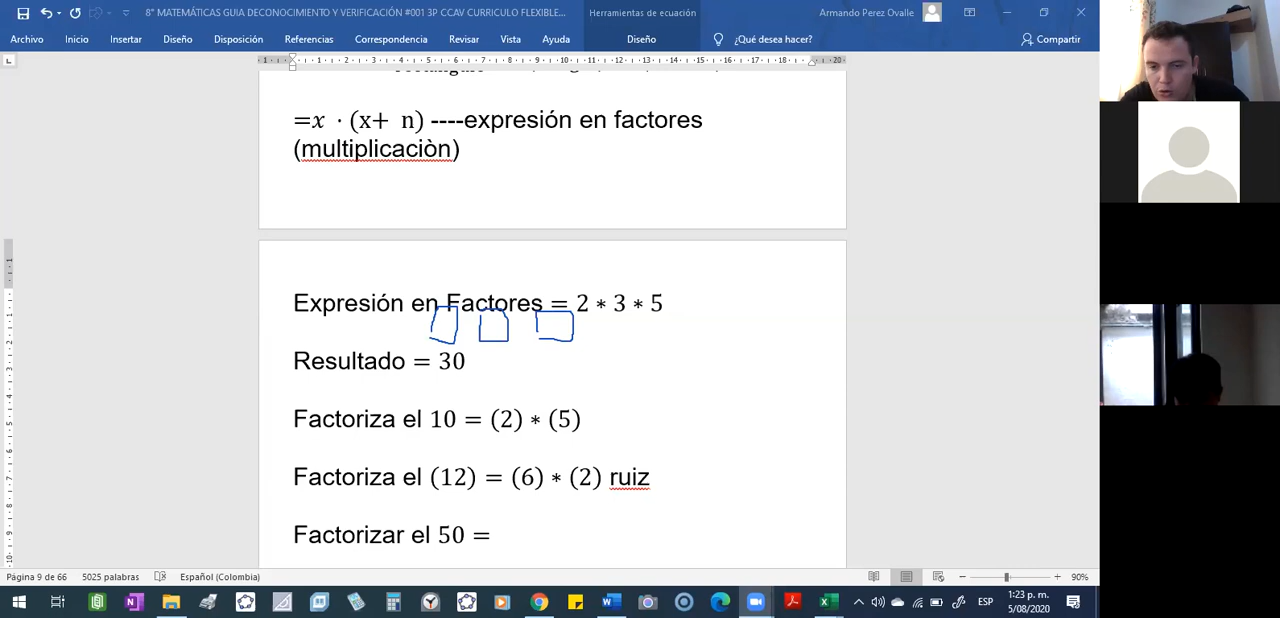 8° MATEMÁTICAS GUIA DECONOCIMIENTO Y VERIFICACIÓN #001 3P CCAV CURRICULO FLEXIBLE... Herramientas de ecuación Armando Perez Ovalle
Archivo Inicio Insertar Diseño Disposición Referencias Correspondencia Revisar Vista Ayuda Diseño ¿Qué desea hacer? Compartir
=x · (x+ n) ----expresión en factores
(multiplicaciòn)
Expresión en Factores = 2 * 3 * 5
Resultado = 30
Factoriza el 10 = (2) * (5)
Factoriza el (12) = (6) * (2) ruiz
Factorizar el 50 =
Página 9 de 66 5025 palabras Español (Colombia) 90%
ESP 1:23 p. m.
5/08/2020